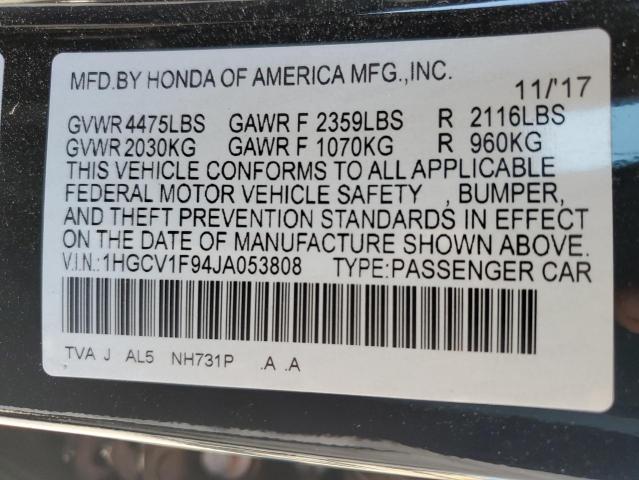 MFD.BY HONDA OF AMERICA MFG.,INC. 11/'17
GVWR 4475LBS GAWR F 2359LBS R 2116LBS
GVWR 2030KG GAWR F 1070KG R 960KG
THIS VEHICLE CONFORMS TO ALL APPLICABLE
FEDERAL MOTOR VEHICLE SAFETY , BUMPER,
AND THEFT PREVENTION STANDARDS IN EFFECT
ON THE DATE OF MANUFACTURE SHOWN ABOVE.
V.I.N.:1HGCV1F94JA053808 TYPE:PASSENGER CAR
TVA J AL5 NH731P .A .A